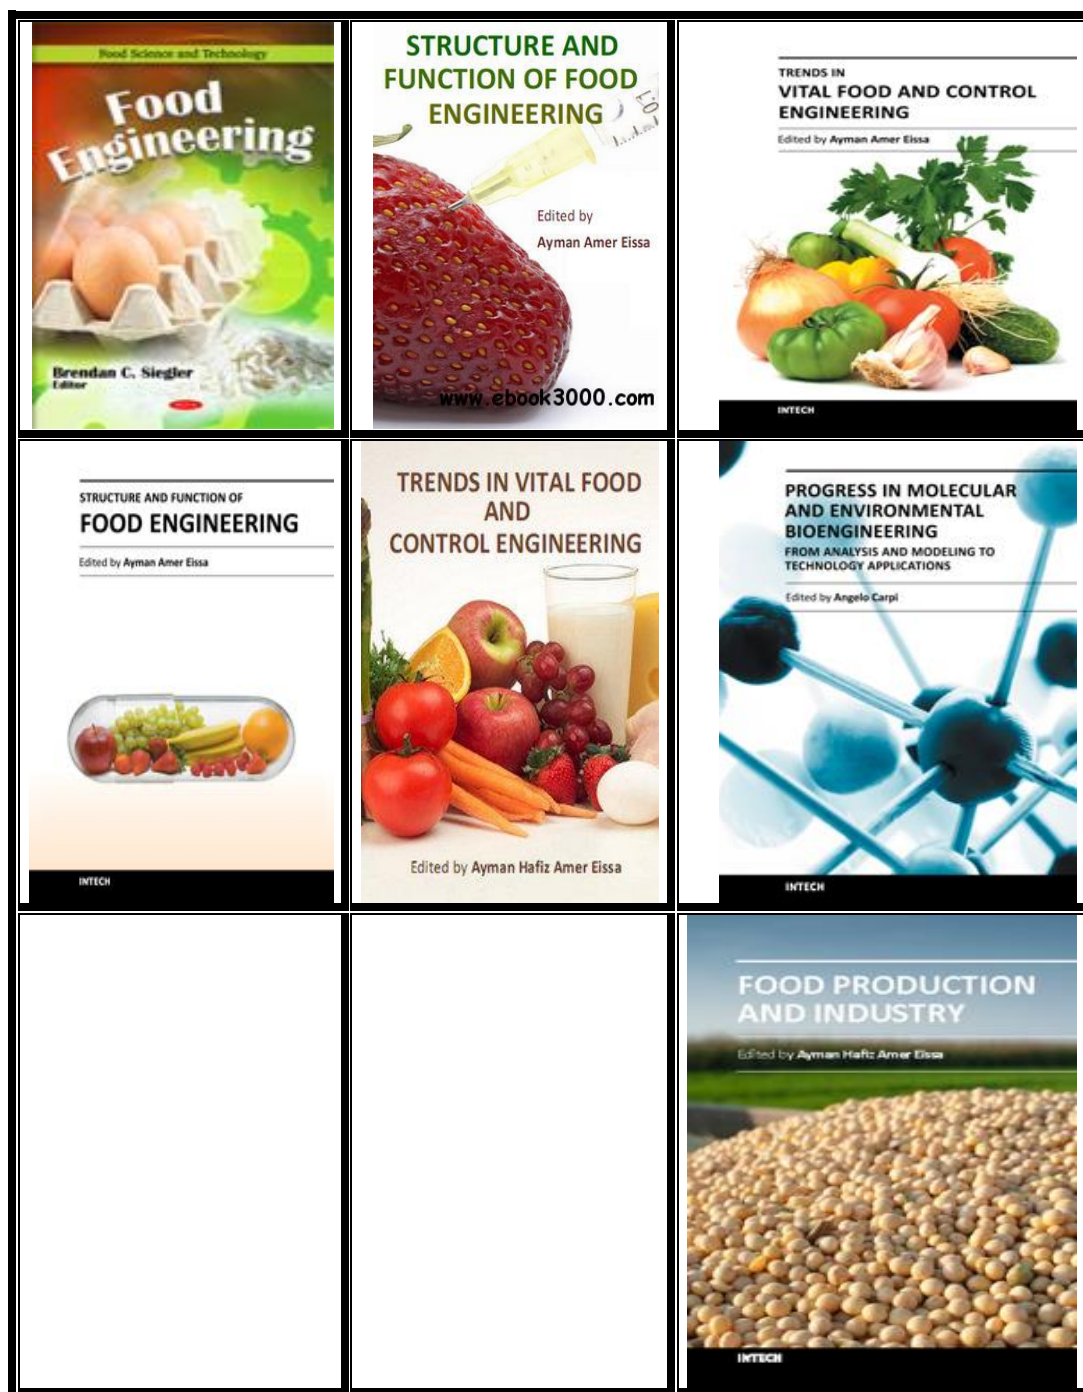 Food Science and Technology
Food
Engineering
Brendan C. Siegler
Editor
STRUCTURE AND
FUNCTION OF FOOD
ENGINEERING
Edited by
Ayman Amer Eissa
www.ebook3000.com
TRENDS IN
VITAL FOOD AND CONTROL
ENGINEERING
Edited by Ayman Amer Eissa
INTECH
STRUCTURE AND FUNCTION OF
FOOD ENGINEERING
Edited by Ayman Amer Eissa
INTECH
TRENDS IN VITAL FOOD
AND
CONTROL ENGINEERING
Edited by Ayman Hafiz Amer Eissa
PROGRESS IN MOLECULAR
AND ENVIRONMENTAL
BIOENGINEERING
FROM ANALYSIS AND MODELING TO
TECHNOLOGY APPLICATIONS
Edited by Angelo Carpi
INTECH
FOOD PRODUCTION
AND INDUSTRY
Edited by Ayman Hafiz Amer Eissa
INTECH